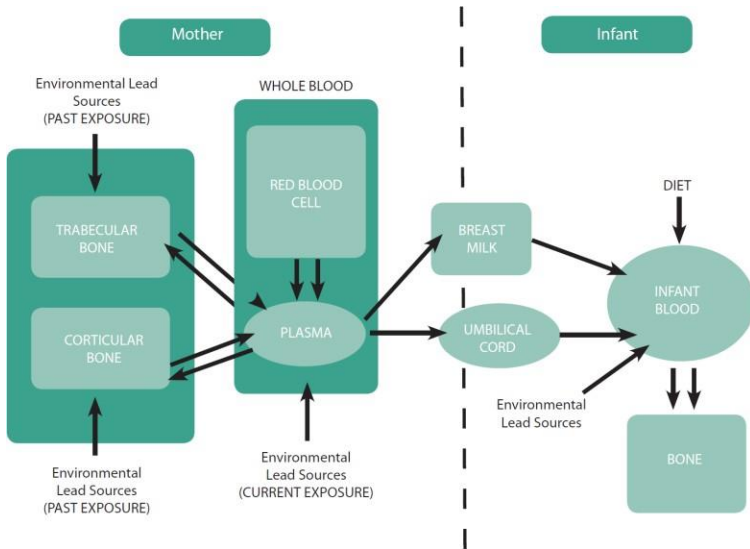 Mother
Infant
Environmental Lead
Sources
(PAST EXPOSURE)
WHOLE BLOOD
RED BLOOD
CELL
TRABECULAR
BONE
CORTICULAR
BONE
PLASMA
BREAST
MILK
UMBILICAL
CORD
DIET
INFANT
BLOOD
Environmental
Lead Sources
BONE
Environmental
Lead Sources
(PAST EXPOSURE)
Environmental
Lead Sources
(CURRENT EXPOSURE)